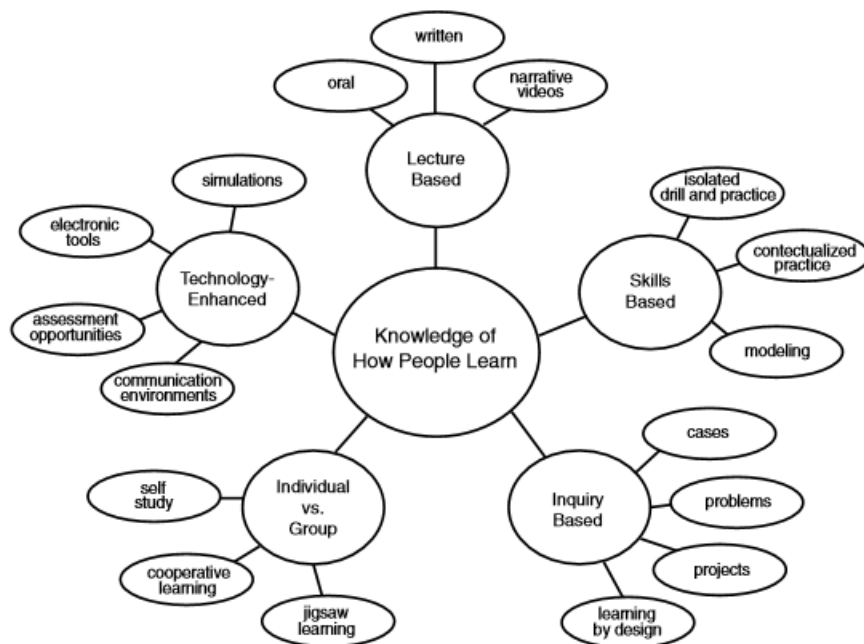 written
oral
narrative
videos
Lecture
Based
simulations
electronic
tools
Technology-
Enhanced
assessment
opportunities
communication
environments
isolated
drill and practice
contectualized
practice
Skills
Based
modeling
Knowledge of
How People Learn
self
study
Individual
vs.
Group
cooperative
learning
jigsaw
learning
cases
problems
Inquiry
Based
projects
learning
by design